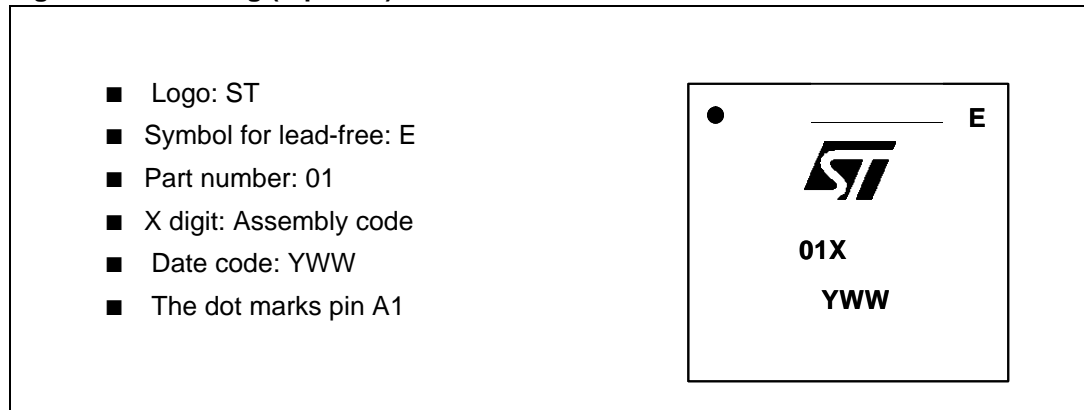 ■ Logo: ST
■ Symbol for lead-free: E
■ Part number: 01
■ X digit: Assembly code
■ Date code: YWW
■ The dot marks pin A1
E
ST
01X
YWW